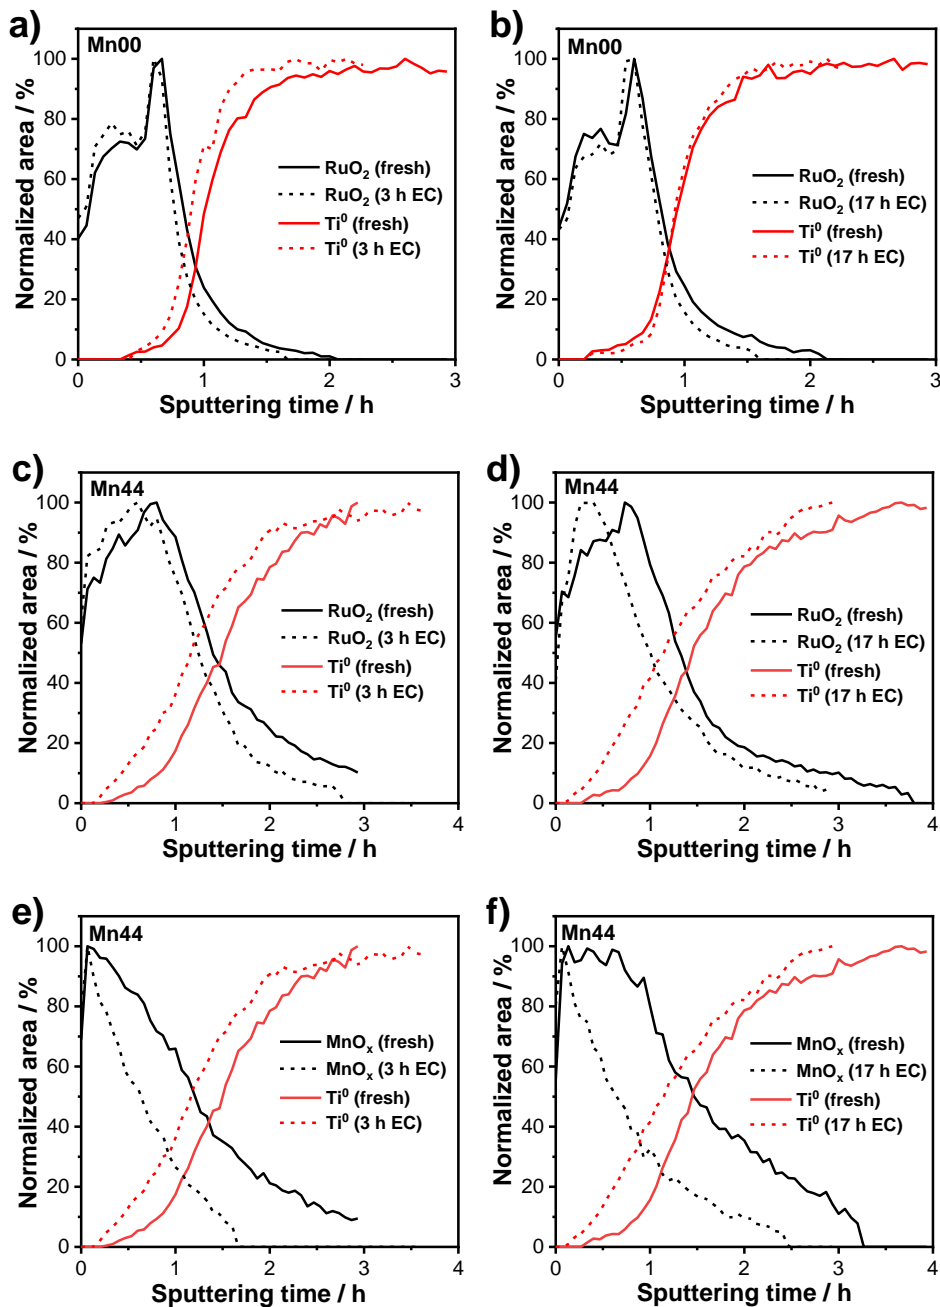 a)
Mn00
Normalized area / %
100
80
60
40
20
0
RuO₂ (fresh)
RuO₂ (3 h EC)
Ti⁰ (fresh)
Ti⁰ (3 h EC)
0 1 2 3
Sputtering time / h
b)
Mn00
Normalized area / %
100
80
60
40
20
0
RuO₂ (fresh)
RuO₂ (17 h EC)
Ti⁰ (fresh)
Ti⁰ (17 h EC)
0 1 2 3
Sputtering time / h
c)
Mn44
Normalized area / %
100
80
60
40
20
0
RuO₂ (fresh)
RuO₂ (3 h EC)
Ti⁰ (fresh)
Ti⁰ (3 h EC)
0 1 2 3 4
Sputtering time / h
d)
Mn44
Normalized area / %
100
80
60
40
20
0
RuO₂ (fresh)
RuO₂ (17 h EC)
Ti⁰ (fresh)
Ti⁰ (17 h EC)
0 1 2 3 4
Sputtering time / h
e)
Mn44
Normalized area / %
100
80
60
40
20
0
MnOₓ (fresh)
MnOₓ (3 h EC)
Ti⁰ (fresh)
Ti⁰ (3 h EC)
0 1 2 3 4
Sputtering time / h
f)
Mn44
Normalized area / %
100
80
60
40
20
0
MnOₓ (fresh)
MnOₓ (17 h EC)
Ti⁰ (fresh)
Ti⁰ (17 h EC)
0 1 2 3 4
Sputtering time / h